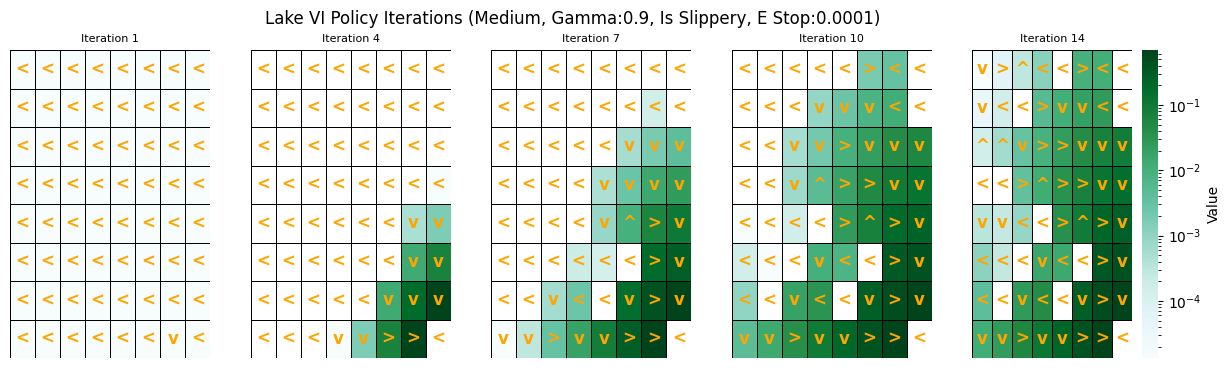 Lake VI Policy Iterations (Medium, Gamma:0.9, Is Slippery, E Stop:0.0001)
Iteration 1
Iteration 4
Iteration 7
Iteration 10
Iteration 14
10⁻¹
10⁻²
10⁻³
10⁻⁴
Value